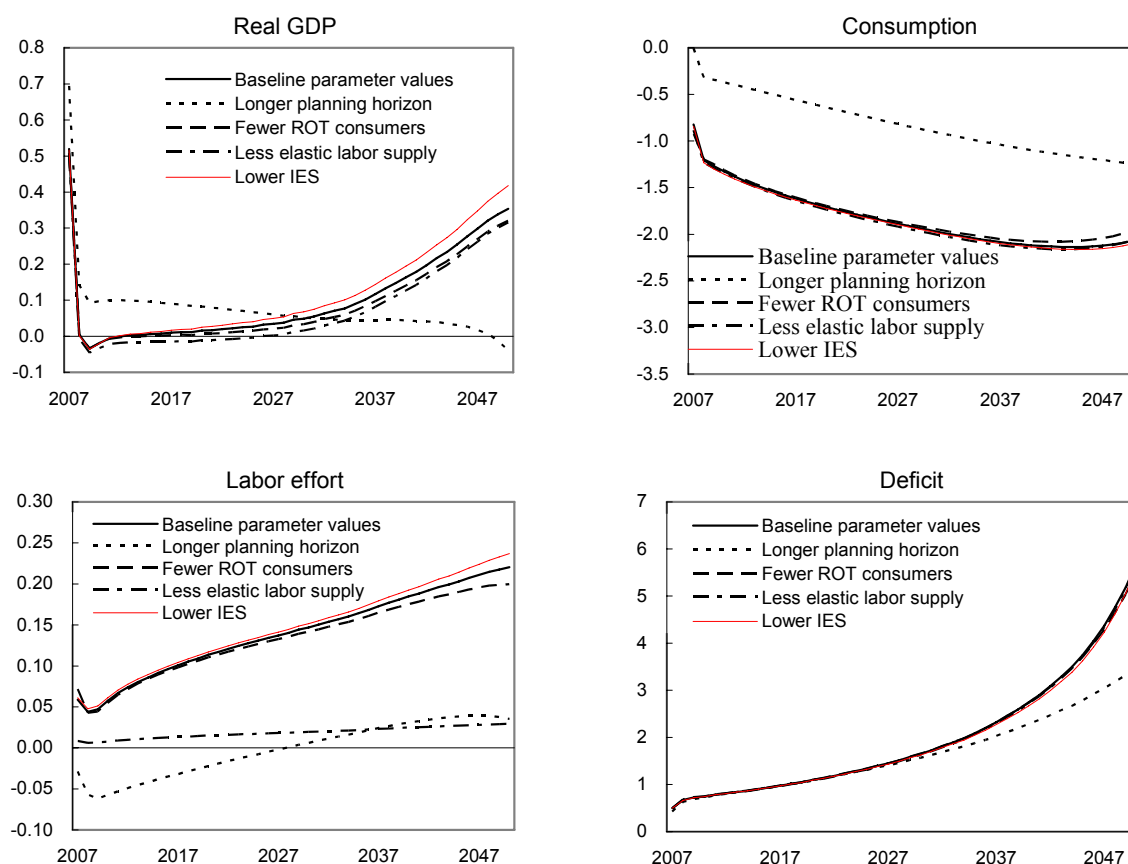 Real GDP
0.8
0.7
0.6
0.5
0.4
0.3
0.2
0.1
0.0
-0.1
Baseline parameter values
Longer planning horizon
Fewer ROT consumers
Less elastic labor supply
Lower IES
2007 2017 2027 2037 2047
Consumption
0.0
-0.5
-1.0
-1.5
-2.0
-2.5
-3.0
-3.5
Baseline parameter values
Longer planning horizon
Fewer ROT consumers
Less elastic labor supply
Lower IES
2007 2017 2027 2037 2047
Labor effort
0.30
0.25
0.20
0.15
0.10
0.05
0.00
-0.05
-0.10
Baseline parameter values
Longer planning horizon
Fewer ROT consumers
Less elastic labor supply
Lower IES
2007 2017 2027 2037 2047
Deficit
7
6
5
4
3
2
1
0
Baseline parameter values
Longer planning horizon
Fewer ROT consumers
Less elastic labor supply
Lower IES
2007 2017 2027 2037 2047